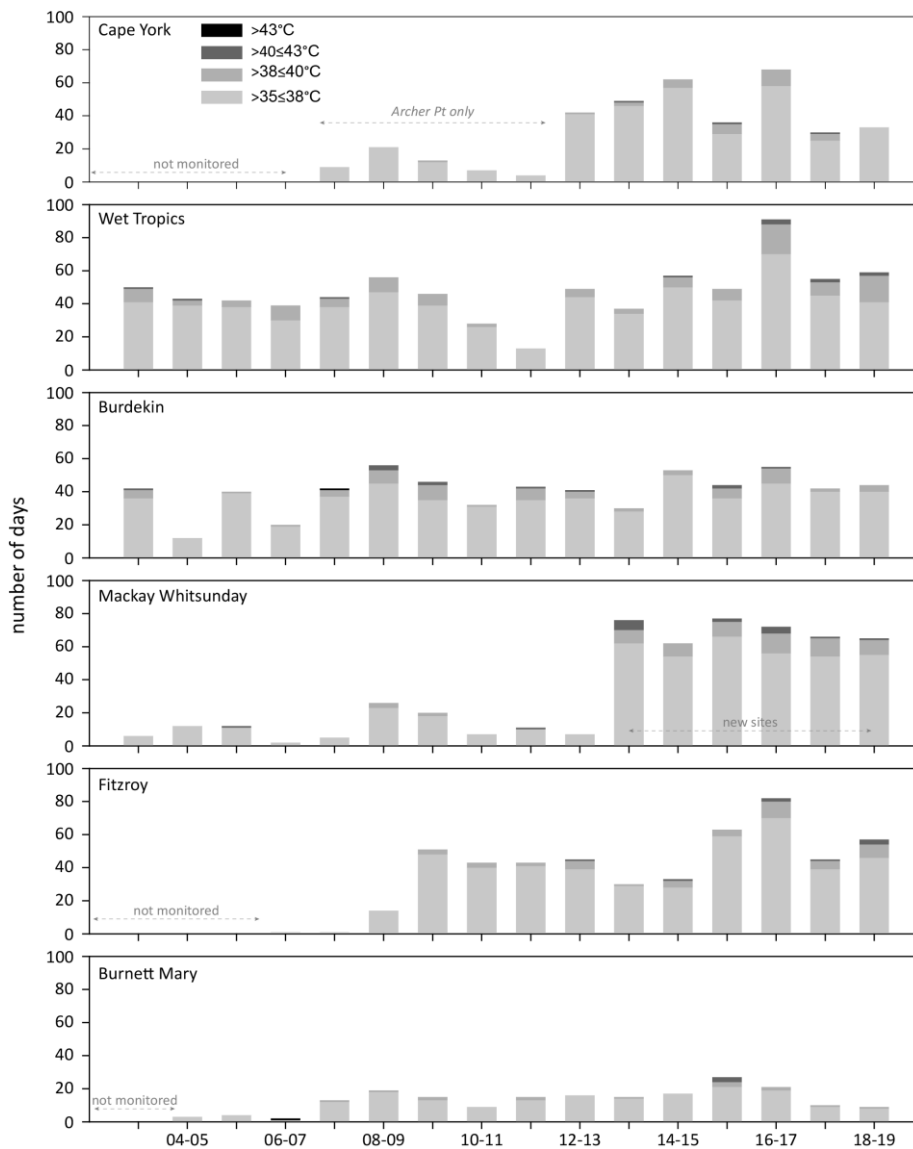 Cape York
>43°C
>40≤43°C
>38≤40°C
>35≤38°C
Archer Pt only
not monitored
100
80
60
40
20
0
Wet Tropics
100
80
60
40
20
0
Burdekin
100
80
60
40
20
0
number of days
Mackay Whitsunday
new sites
100
80
60
40
20
0
Fitzroy
not monitored
100
80
60
40
20
0
Burnett Mary
not monitored
100
80
60
40
20
0
04-05 06-07 08-09 10-11 12-13 14-15 16-17 18-19